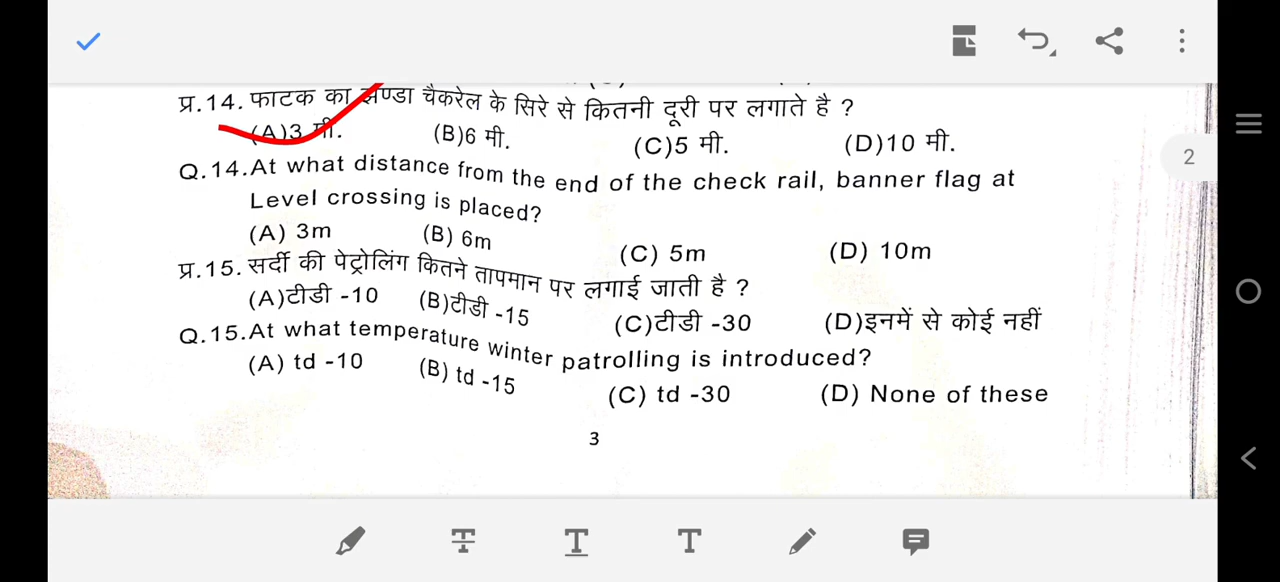 2
प्र.14. फाटक का झण्डा चैकरेल के सिरे से कितनी दूरी पर लगाते है ?
(A)3 मी. (B)6 मी. (C)5 मी. (D)10 मी.
Q.14.At what distance from the end of the check rail, banner flag at
Level crossing is placed?
(A) 3m (B) 6m (C) 5m (D) 10m
प्र.15. सर्दी की पेट्रोलिंग कितने तापमान पर लगाई जाती है ?
(A)टीडी -10 (B)टीडी -15 (C)टीडी -30 (D)इनमें से कोई नहीं
Q.15.At what temperature winter patrolling is introduced?
(A) td -10 (B) td -15 (C) td -30 (D) None of these
3